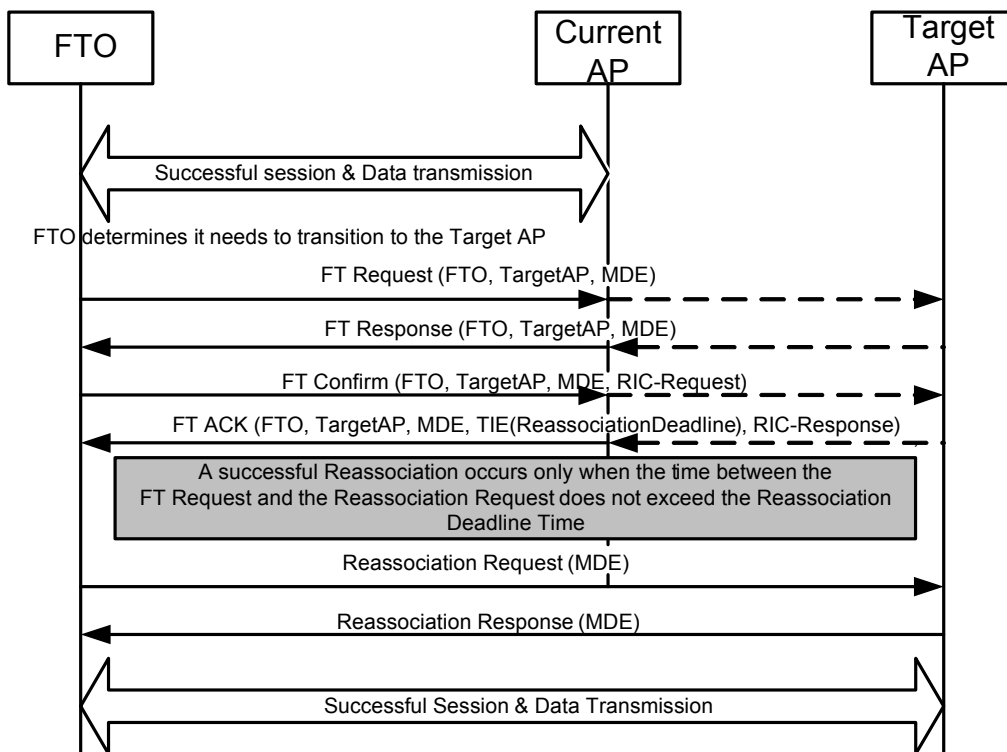 FTO
Current
AP
Target
AP
Successful session & Data transmission
FTO determines it needs to transition to the Target AP
FT Request (FTO, TargetAP, MDE)
FT Response (FTO, TargetAP, MDE)
FT Confirm (FTO, TargetAP, MDE, RIC-Request)
FT ACK (FTO, TargetAP, MDE, TIE(ReassociationDeadline), RIC-Response)
A successful Reassociation occurs only when the time between the
FT Request and the Reassociation Request does not exceed the Reassociation
Deadline Time
Reassociation Request (MDE)
Reassociation Response (MDE)
Successful Session & Data Transmission